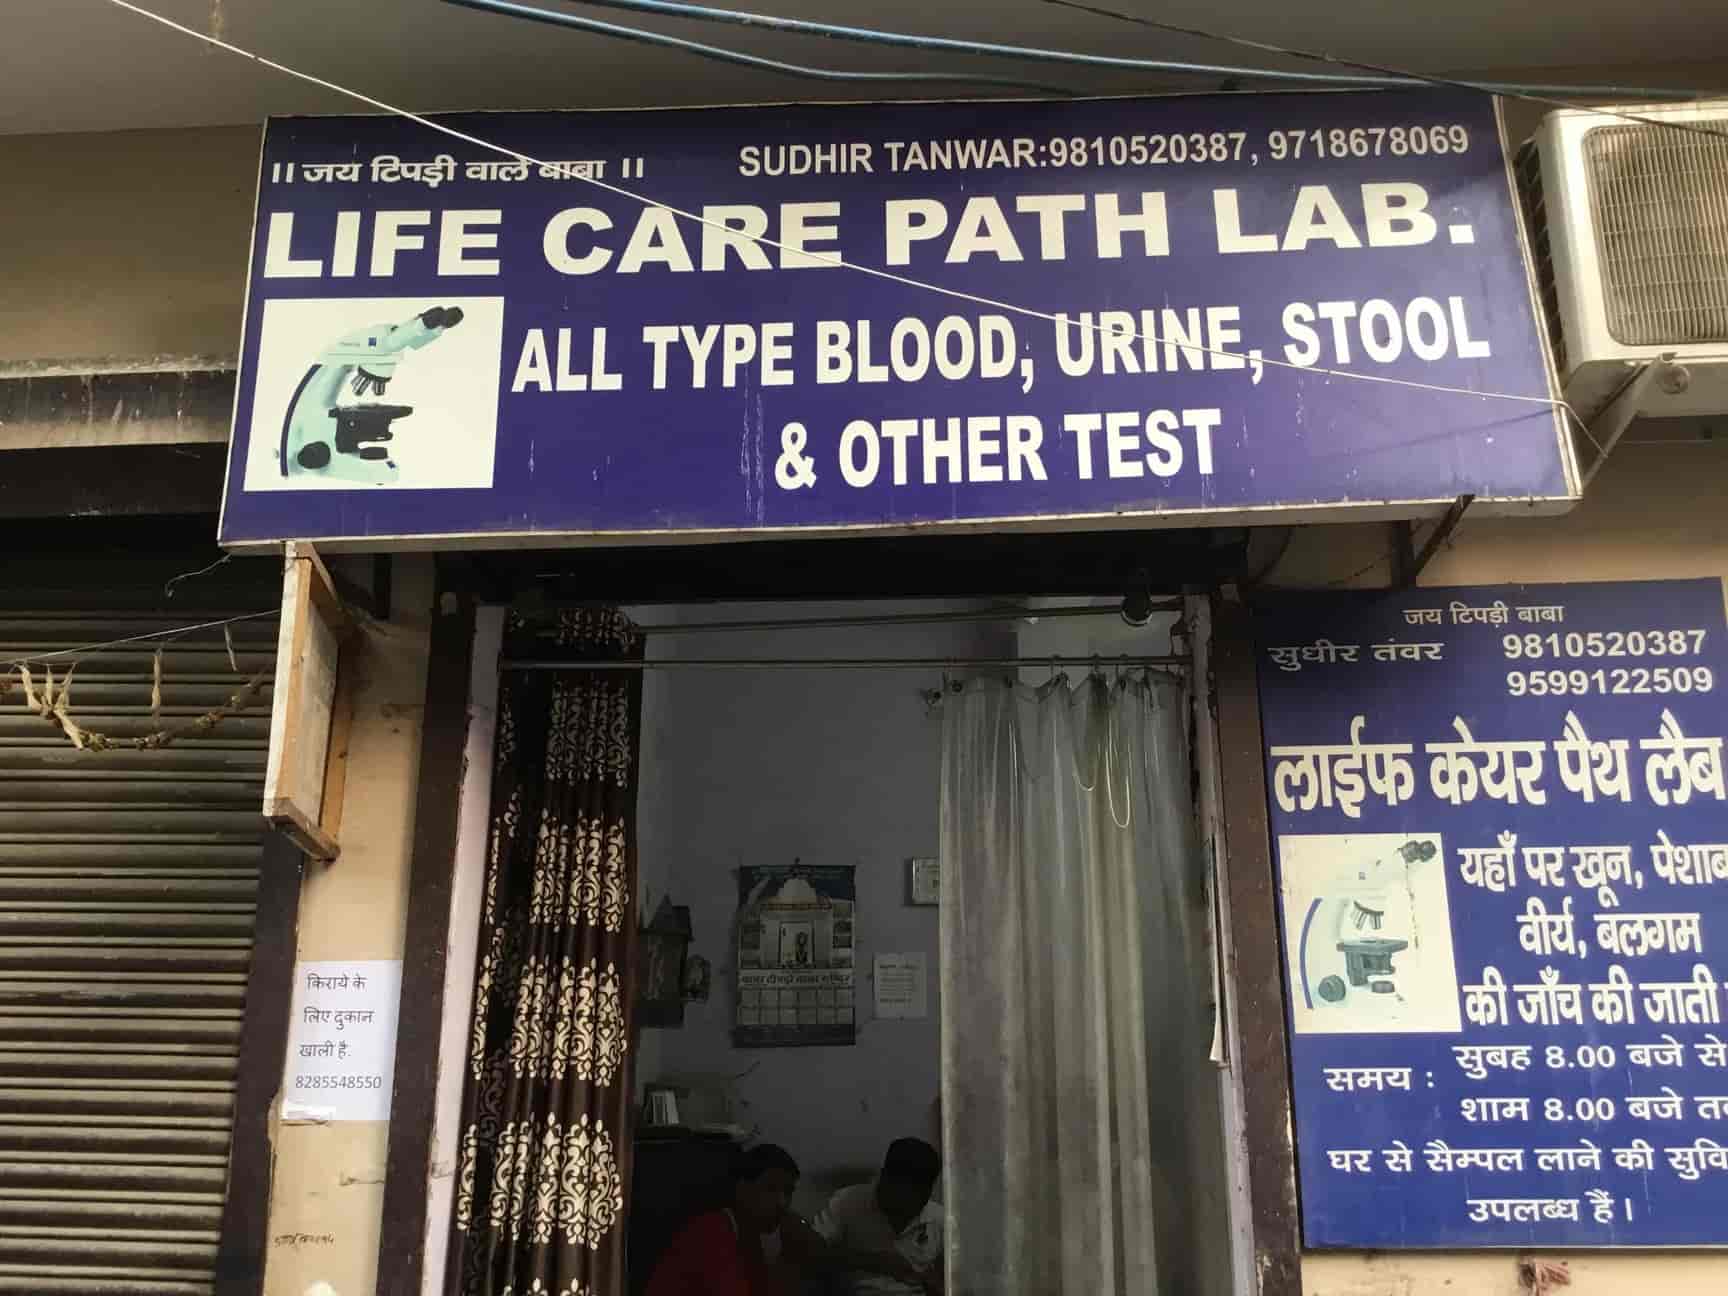 ।। जय टिपड़ी वाले बाबा ।।
SUDHIR TANWAR:9810520387, 9718678069
LIFE CARE PATH LAB.
ALL TYPE BLOOD, URINE, STOOL
& OTHER TEST
जय टिपड़ी बाबा
सुधीर तंवर 9810520387
9599122509
लाईफ केयर पैथ लैब
यहाँ पर खून, पेशाब
वीर्य, बलगम
की जाँच की जाती
समय : सुबह 8.00 बजे से
शाम 8.00 बजे
घर से सैम्पल लाने की
उपलब्ध हैं।
किराये के
लिए दुकान
खाली है.
8285548550